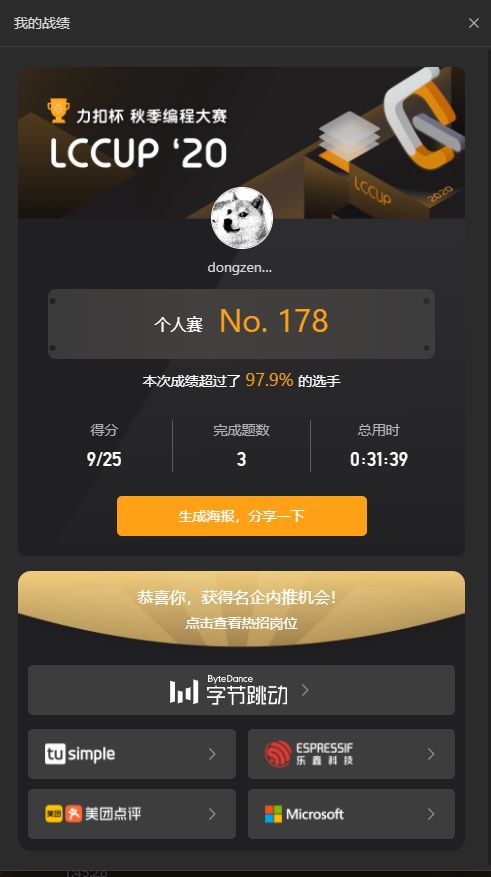 我的战绩
力扣杯 秋季编程大赛
LCCUP '20
LCCUP
2020
dongzen...
个人赛 No. 178
本次成绩超过了 97.9% 的选手
得分 完成题数 总用时
9/25 3 0:31:39
生成海报，分享一下
恭喜你，获得名企内推机会！
点击查看热招岗位
ByteDance
字节跳动
tu simple
ESPRESSIF
乐鑫科技
美团 美团点评
Microsoft
1:45:28